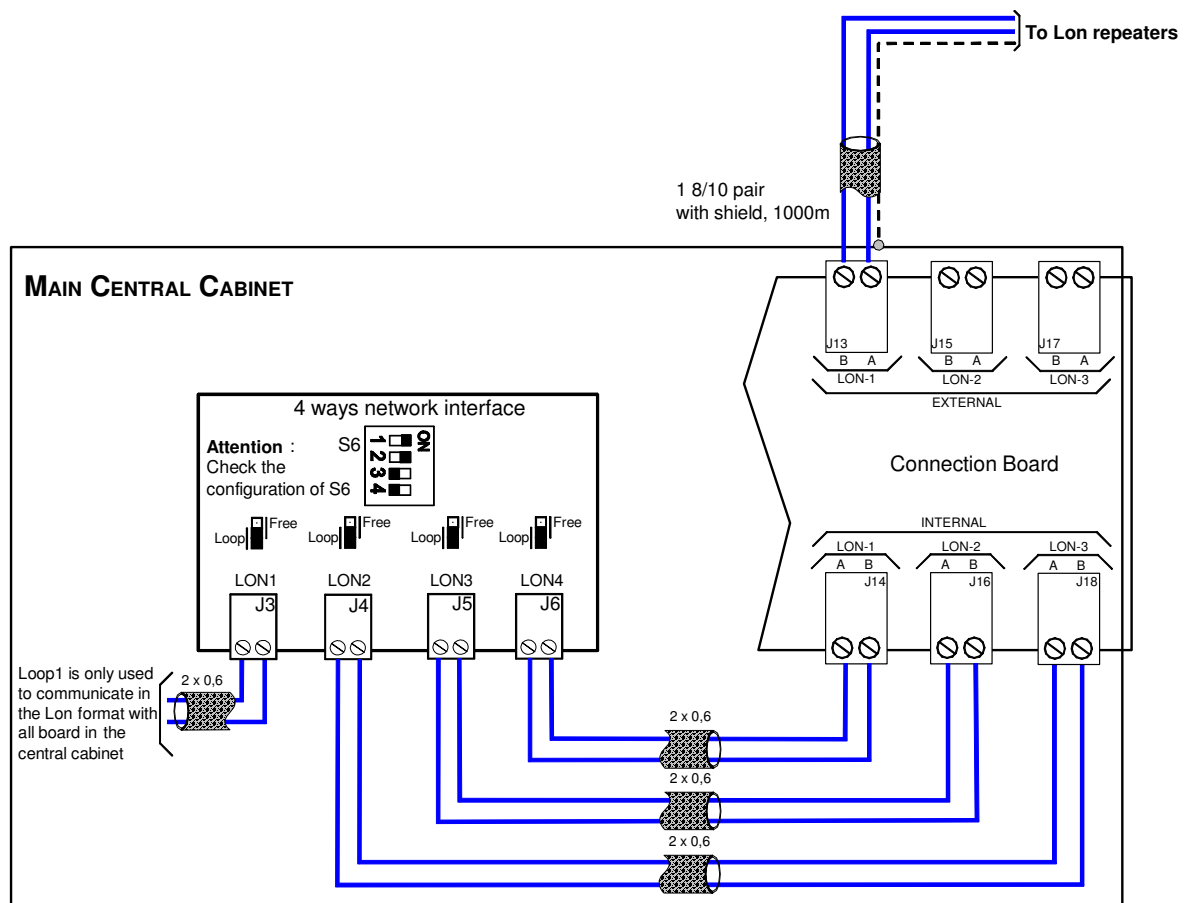 To Lon repeaters
1 8/10 pair
with shield, 1000m
MAIN CENTRAL CABINET
J13
J15
J17
B A
B A
B A
LON-1
LON-2
LON-3
EXTERNAL
Connection Board
4 ways network interface
Attention :
Check the
configuration of S6
S6
ON
1
2
3
4
Loop Free
Loop Free
Loop Free
Loop Free
LON1
LON2
LON3
LON4
J3
J4
J5
J6
INTERNAL
LON-1
LON-2
LON-3
A B
A B
A B
J14
J16
J18
Loop1 is only used
to communicate in
the Lon format with
all board in the
central cabinet
2 x 0,6
2 x 0,6
2 x 0,6
2 x 0,6